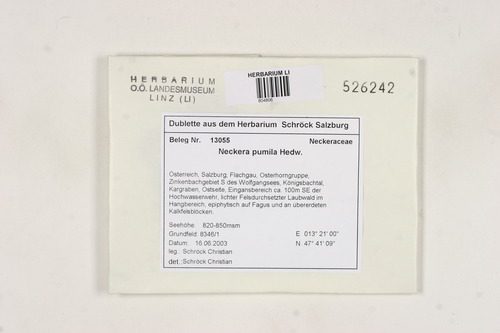 HERBARIUM
O.Ö. LANDESMUSEUM
LINZ (LI)
HERBARIUM LI
526242
Dublette aus dem Herbarium Schröck Salzburg
Beleg Nr. 13055 Neckeraceae
Neckera pumila Hedw.
Österreich, Salzburg, Flachgau, Osterhorngruppe,
Zinkenbachgebiet S des Wolfgangsees, Königsbachtal,
Kargraben, Ostseite, Eingansbereich ca. 100m SE der
Hochwasserwehr, lichter Felsdurchsetzter Laubwald im
Hangbereich, epiphytisch auf Fagus und an übererdeten
Kalkfelsblöcken.
Seehöhe: 820-850msm
Grundfeld: 8346/1 E 013° 21' 00"
Datum: 16.06.2003 N 47° 41' 09"
leg.: Schröck Christian
det.: Schröck Christian